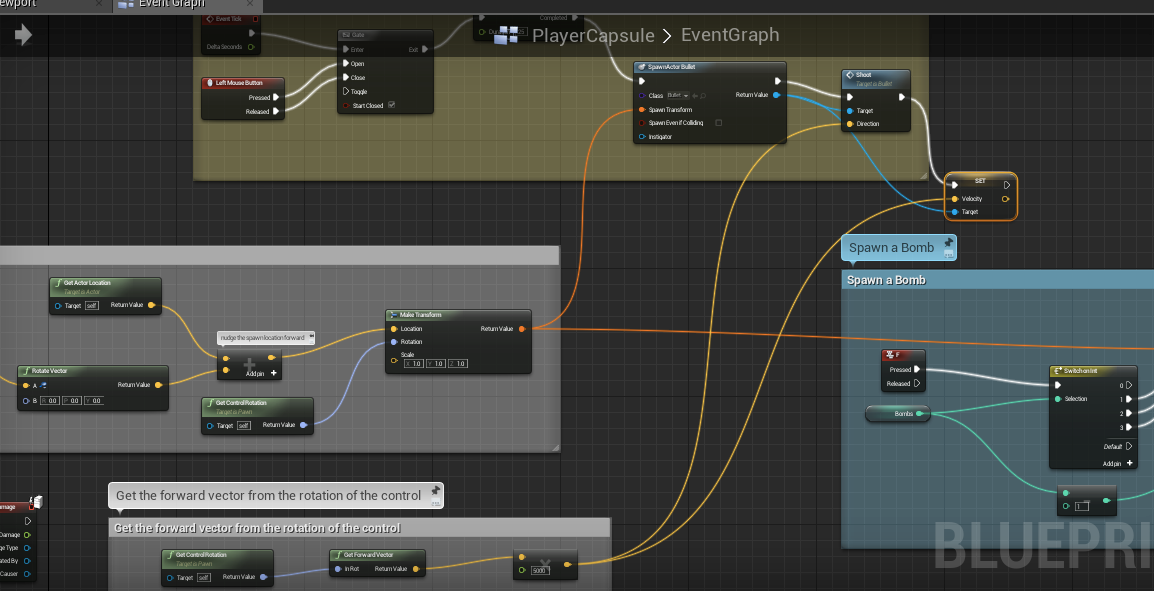 ewport
Event Graph
PlayerCapsule
EventGraph
Event Tick
Delta Seconds
Gate
Enter
Exit
Open
Close
Toggle
Start Closed
Left Mouse Button
Pressed
Released
Completed
SpawnActor Bullet
Class
Bullet
Return Value
Spawn Transform
Spawn Even if Colliding
Instigator
Shoot
Target is Bullet
Target
Direction
SET
Velocity
Target
Spawn a Bomb
Spawn a Bomb
Get Actor Location
Target is Actor
Target
self
Return Value
nudge the spawn location forward
Add pin +
Rotate Vector
A
Return Value
B
R 0.0
P 0.0
Y 0.0
Get Control Rotation
Target is Pawn
Target
self
Return Value
Make Transform
Location
Return Value
Rotation
Scale
X 1.0
Y 1.0
Z 1.0
F
Pressed
Released
Bombs
Switch on Int
0
Selection
1
2
3
Default
Add pin +
1
Get the forward vector from the rotation of the control
Get the forward vector from the rotation of the control
Get Control Rotation
Target is Pawn
Target
self
Return Value
Get Forward Vector
In Rot
Return Value
5000
amage
Damage
ge Type
ated By
Causer
BLUEPRI